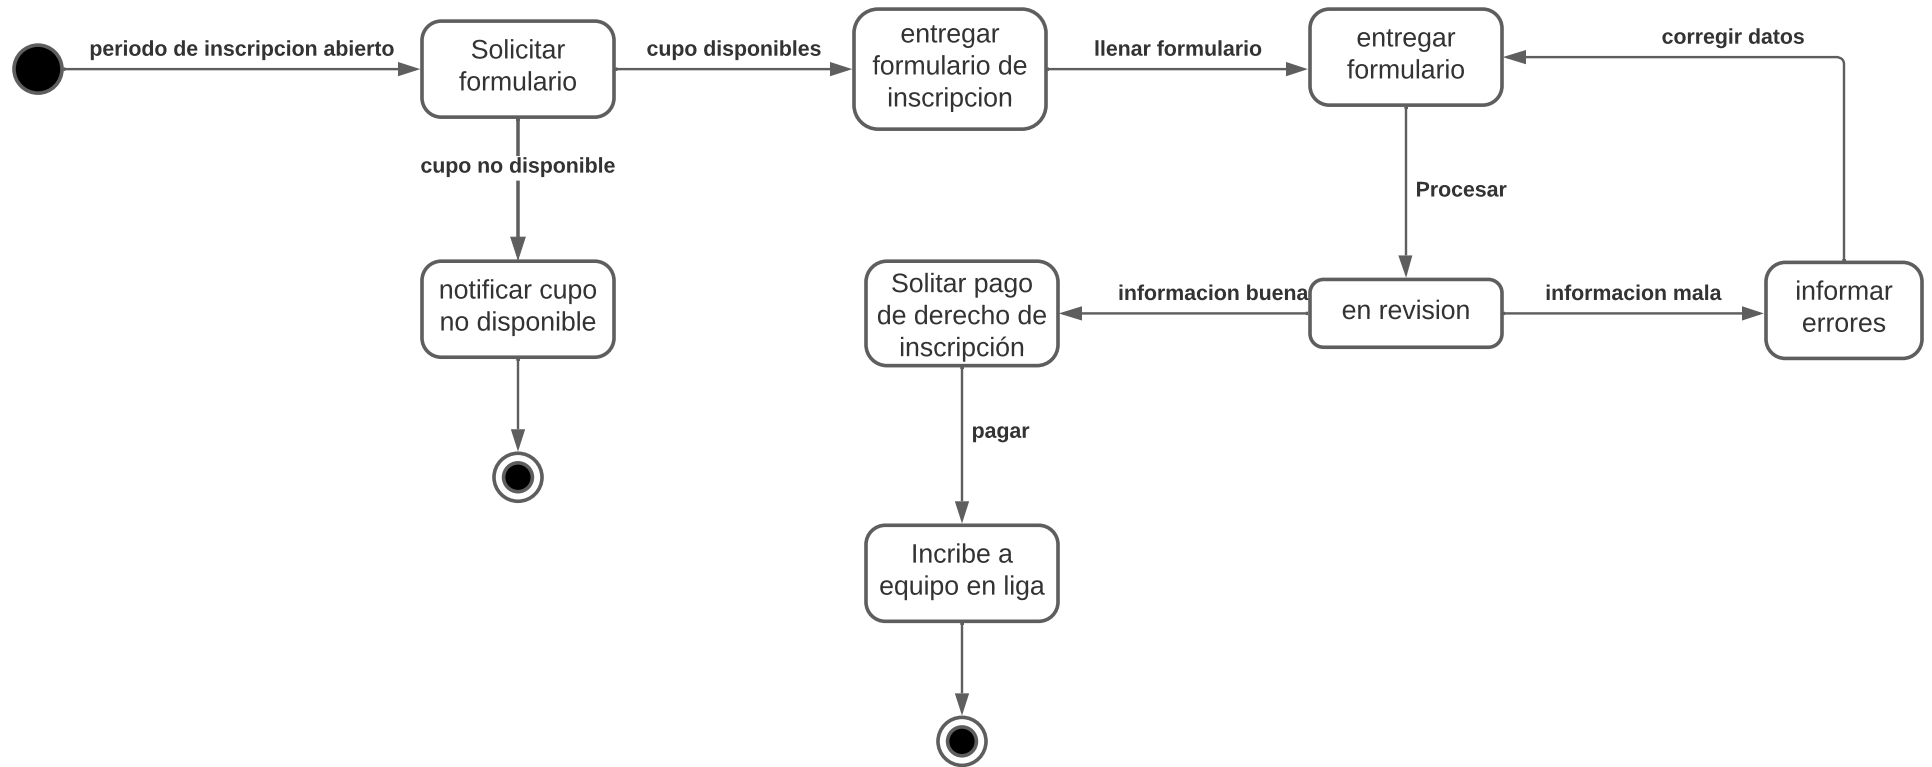 periodo de inscripcion abierto
Solicitar
formulario
cupo disponibles
entregar
formulario de
inscripcion
llenar formulario
entregar
formulario
corregir datos
cupo no disponible
Procesar
notificar cupo
no disponible
Solitar pago
de derecho de
inscripción
informacion buena
en revision
informacion mala
informar
errores
pagar
Incribe a
equipo en liga